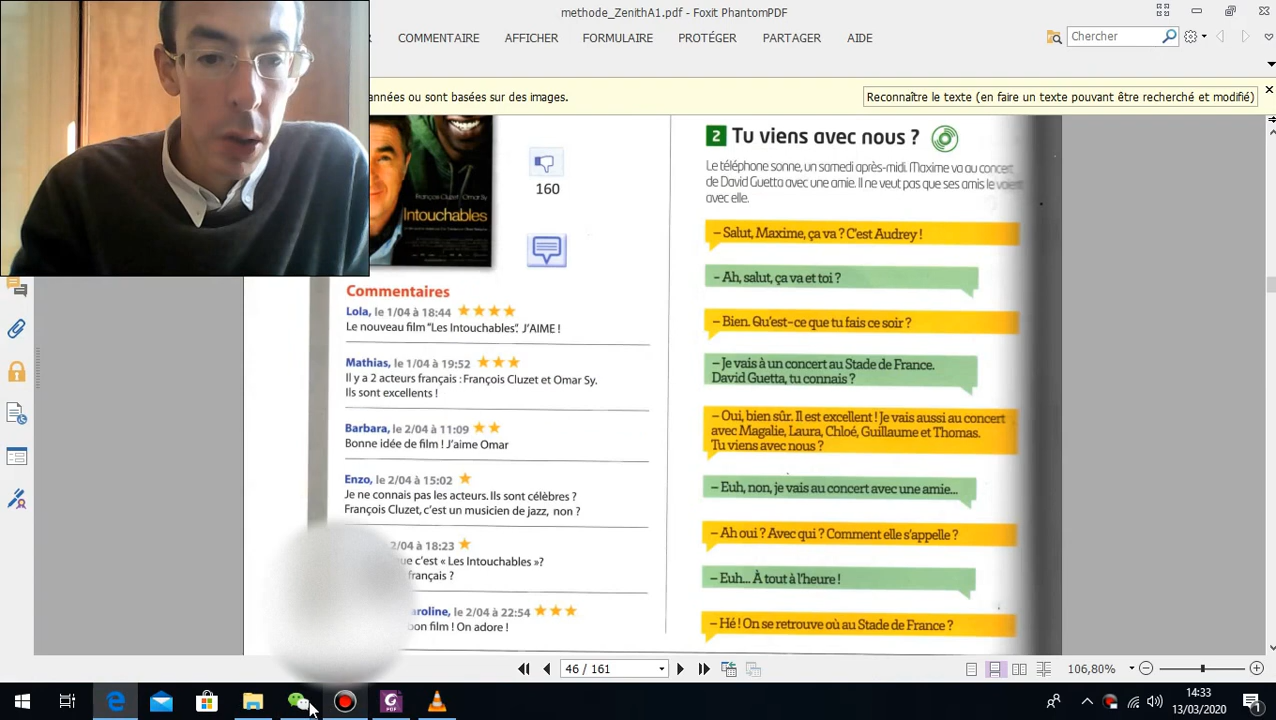 methode_ZenithA1.pdf - Foxit PhantomPDF
COMMENTAIRE AFFICHER FORMULAIRE PROTÉGER PARTAGER AIDE
Chercher
années ou sont basées sur des images.
Reconnaître le texte (en faire un texte pouvant être recherché et modifié)
François Cluzet Omar Sy
Intouchables
160
Commentaires
Lola, le 1/04 à 18:44
Le nouveau film "Les Intouchables". J'AIME !
Mathias, le 1/04 à 19:52
Il y a 2 acteurs français : François Cluzet et Omar Sy.
Ils sont excellents !
Barbara, le 2/04 à 11:09
Bonne idée de film ! J'aime Omar
Enzo, le 2/04 à 15:02
Je ne connais pas les acteurs. Ils sont célèbres ?
François Cluzet, c'est un musicien de jazz, non ?
2/04 à 18:23
que c'est « Les Intouchables »?
français ?
aroline, le 2/04 à 22:54
bon film ! On adore !
2 Tu viens avec nous ?
Le téléphone sonne, un samedi après-midi. Maxime va au concert
de David Guetta avec une amie. Il ne veut pas que ses amis le voient
avec elle.
– Salut, Maxime, ça va ? C'est Audrey !
– Ah, salut, ça va et toi ?
– Bien. Qu'est-ce que tu fais ce soir ?
– Je vais à un concert au Stade de France.
David Guetta, tu connais ?
– Oui, bien sûr. Il est excellent ! Je vais aussi au concert
avec Magalie, Laura, Chloé, Guillaume et Thomas.
Tu viens avec nous ?
– Euh, non, je vais au concert avec une amie...
– Ah oui ? Avec qui ? Comment elle s'appelle ?
– Euh... À tout à l'heure !
– Hé ! On se retrouve où au Stade de France ?
46 / 161
106,80%
14:33
13/03/2020